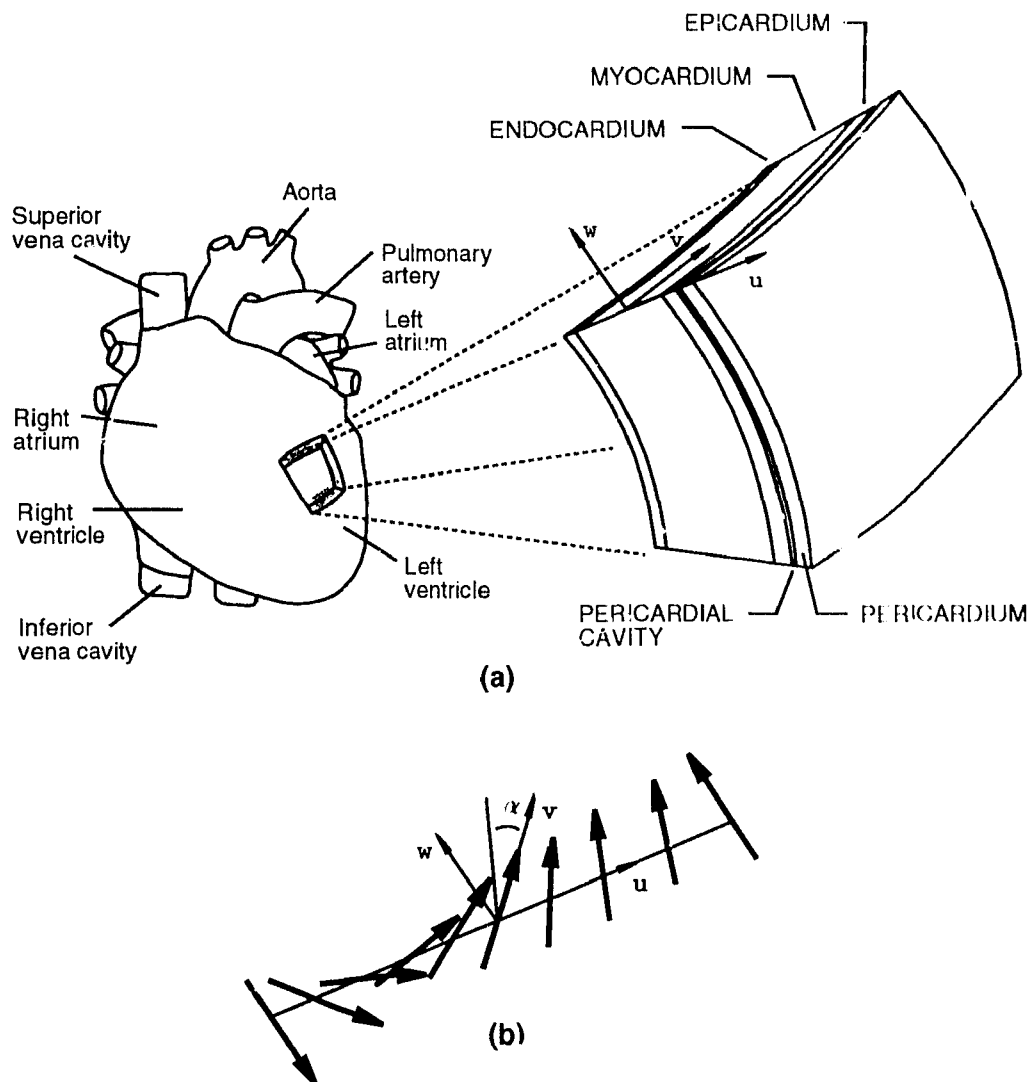 EPICARDIUM
MYOCARDIUM
ENDOCARDIUM
Aorta
Superior
vena cavity
Pulmonary
artery
Left
atrium
Right
atrium
Right
ventricle
Left
ventricle
Inferior
vena cavity
w
v
u
PERICARDIAL
CAVITY
PERICARDIUM
(a)
α
v
w
u
(b)